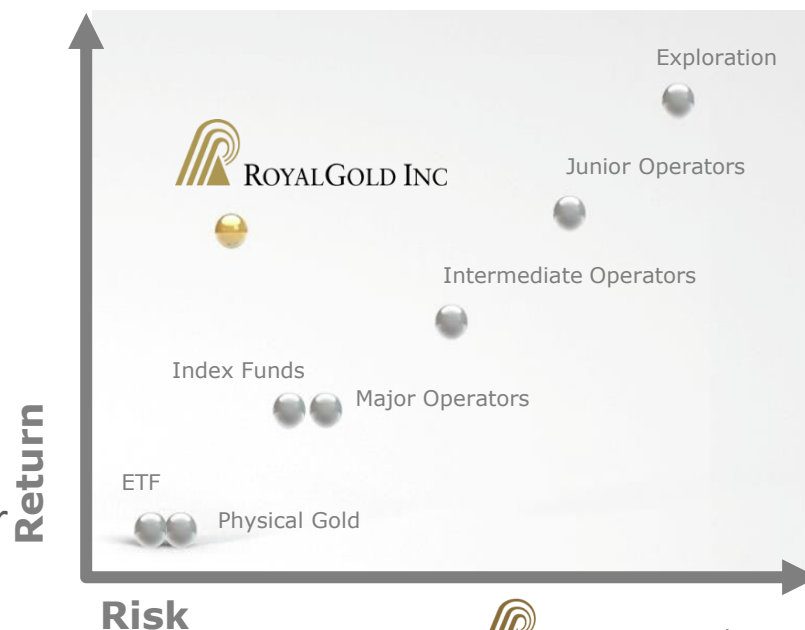 Exploration
ROYALGOLD INC
Junior Operators
Intermediate Operators
Index Funds
Major Operators
Return
ETF
Physical Gold
Risk